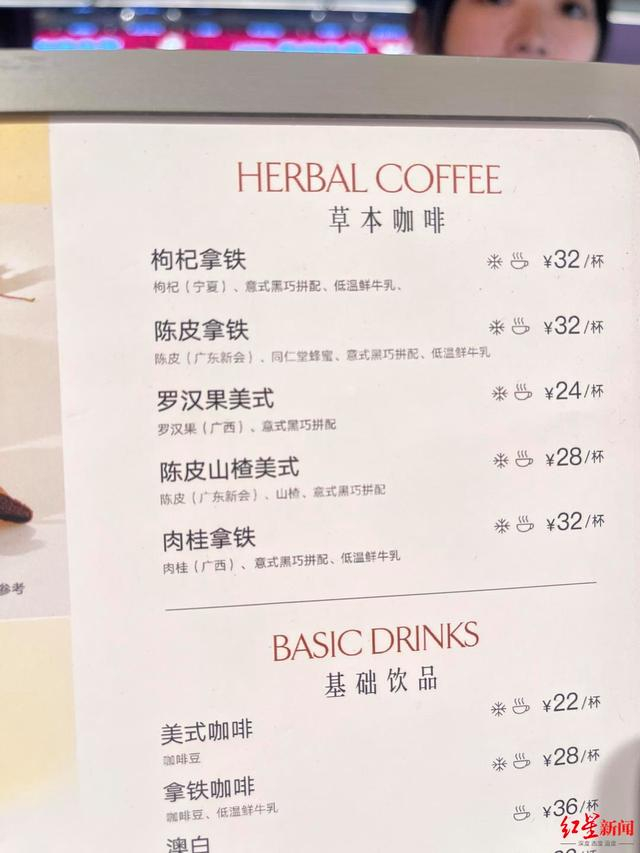 HERBAL COFFEE
草本咖啡
枸杞拿铁 ¥32/杯
枸杞（宁夏）、意式黑巧拼配、低温鲜牛乳、
陈皮拿铁 ¥32/杯
陈皮（广东新会）、同仁堂蜂蜜、意式黑巧拼配、低温鲜牛乳
罗汉果美式 ¥24/杯
罗汉果（广西）、意式黑巧拼配
陈皮山楂美式 ¥28/杯
陈皮（广东新会）、山楂、意式黑巧拼配
肉桂拿铁 ¥32/杯
肉桂（广西）、意式黑巧拼配、低温鲜牛乳
参考
BASIC DRINKS
基础饮品
美式咖啡 ¥22/杯
咖啡豆
拿铁咖啡 ¥28/杯
咖啡豆、低温鲜牛乳
澳白 ¥36/杯
红星新闻
深度 态度 温度